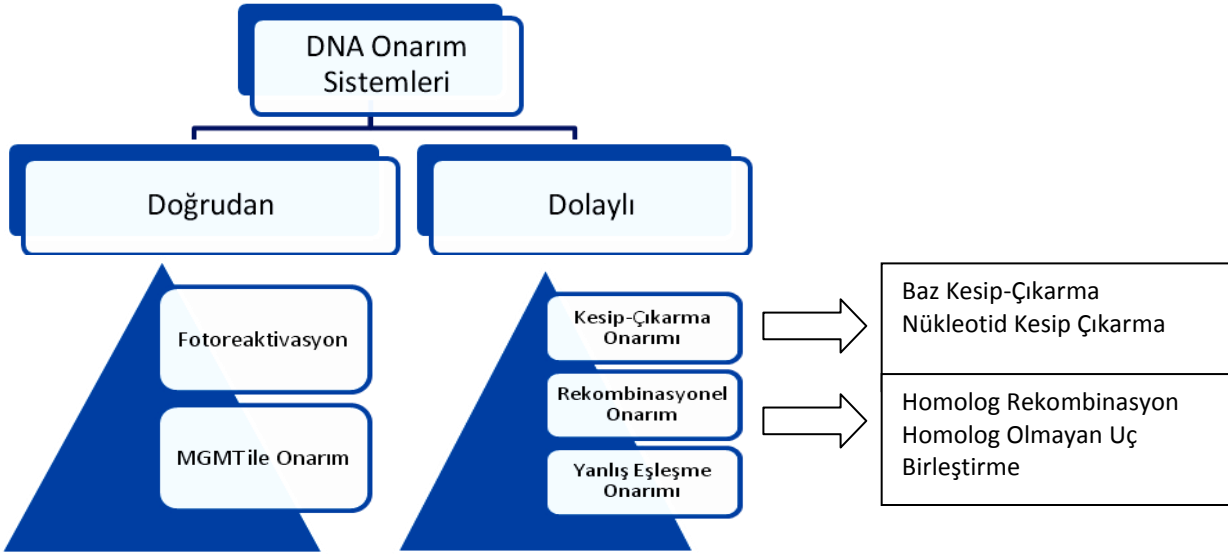 DNA Onarım
Sistemleri
Doğrudan
Dolaylı
Fotoreaktivasyon
MGMTile Onarım
Kesip-Çıkarma
Onarımı
Rekombinasyonel
Onarım
Yanlış Eşleşme
Onarımı
Baz Kesip-Çıkarma
Nükleotid Kesip Çıkarma
Homolog Rekombinasyon
Homolog Olmayan Uç
Birleştirme